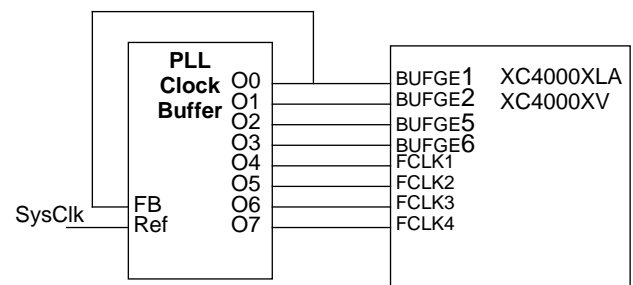 PLL
Clock
Buffer
O0
O1
O2
O3
O4
O5
O6
O7
FB
Ref
SysClk
BUFGE1
BUFGE2
BUFGE5
BUFGE6
FCLK1
FCLK2
FCLK3
FCLK4
XC4000XLA
XC4000XV